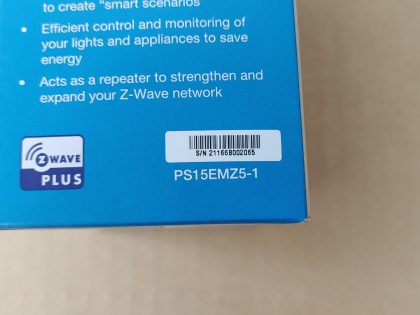 to create "smart scenarios"
• Efficient control and monitoring of
your lights and appliances to save
energy
• Acts as a repeater to strengthen and
expand your Z-Wave network
Z WAVE
PLUS
S/N 21166B002065
PS15EMZ5-1